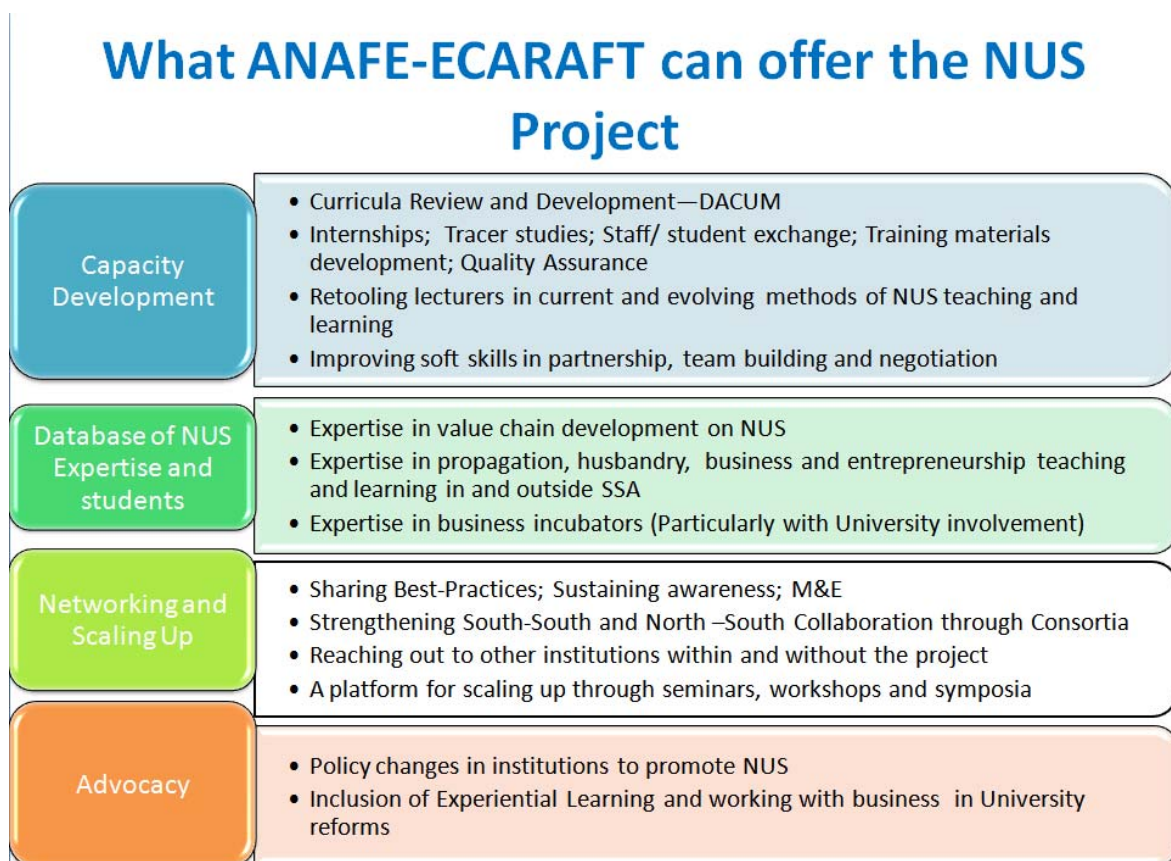 What ANAFE-ECARAFT can offer the NUS
Project
Capacity
Development
• Curricula Review and Development—DACUM
• Internships; Tracer studies; Staff/ student exchange; Training materials
development; Quality Assurance
• Retooling lecturers in current and evolving methods of NUS teaching and
learning
• Improving soft skills in partnership, team building and negotiation
Database of NUS
Expertise and
students
• Expertise in value chain development on NUS
• Expertise in propagation, husbandry, business and entrepreneurship teaching
and learning in and outside SSA
• Expertise in business incubators (Particularly with University involvement)
Networking and
Scaling Up
• Sharing Best-Practices; Sustaining awareness; M&E
• Strengthening South-South and North –South Collaboration through Consortia
• Reaching out to other institutions within and without the project
• A platform for scaling up through seminars, workshops and symposia
Advocacy
• Policy changes in institutions to promote NUS
• Inclusion of Experiential Learning and working with business in University
reforms